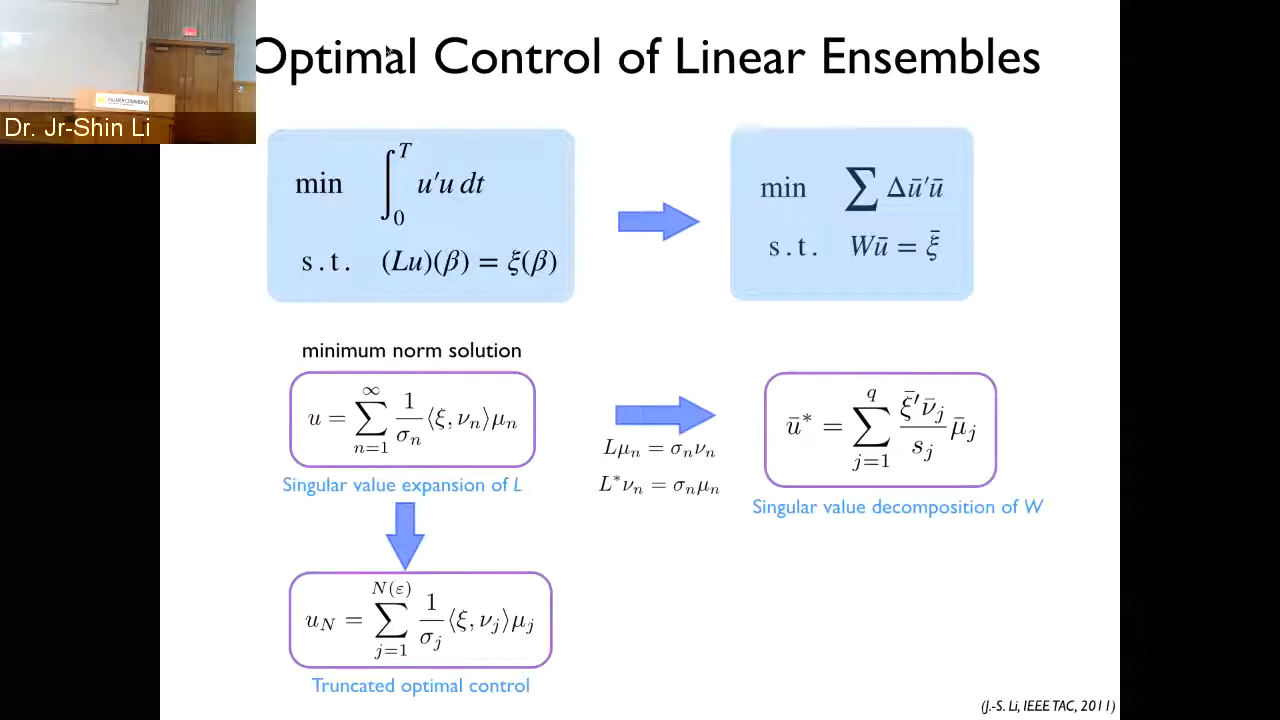 Optimal Control of Linear Ensembles
PALMER COMMONS
Dr. Jr-Shin Li
min ∫₀ᵀ u′u dt
s.t. (Lu)(β) = ξ(β)
min ∑ Δū′ū
s.t. Wū = ξ̄
minimum norm solution
u = ∑_{n=1}^{∞} 1/σₙ ⟨ξ, νₙ⟩μₙ
Singular value expansion of L
Lμₙ = σₙνₙ
L*νₙ = σₙμₙ
ū* = ∑_{j=1}^{q} (ξ̄′ν̄ⱼ)/sⱼ μ̄ⱼ
Singular value decomposition of W
u_N = ∑_{j=1}^{N(ε)} 1/σⱼ ⟨ξ, νⱼ⟩μⱼ
Truncated optimal control
(J.-S. Li, IEEE TAC, 2011)